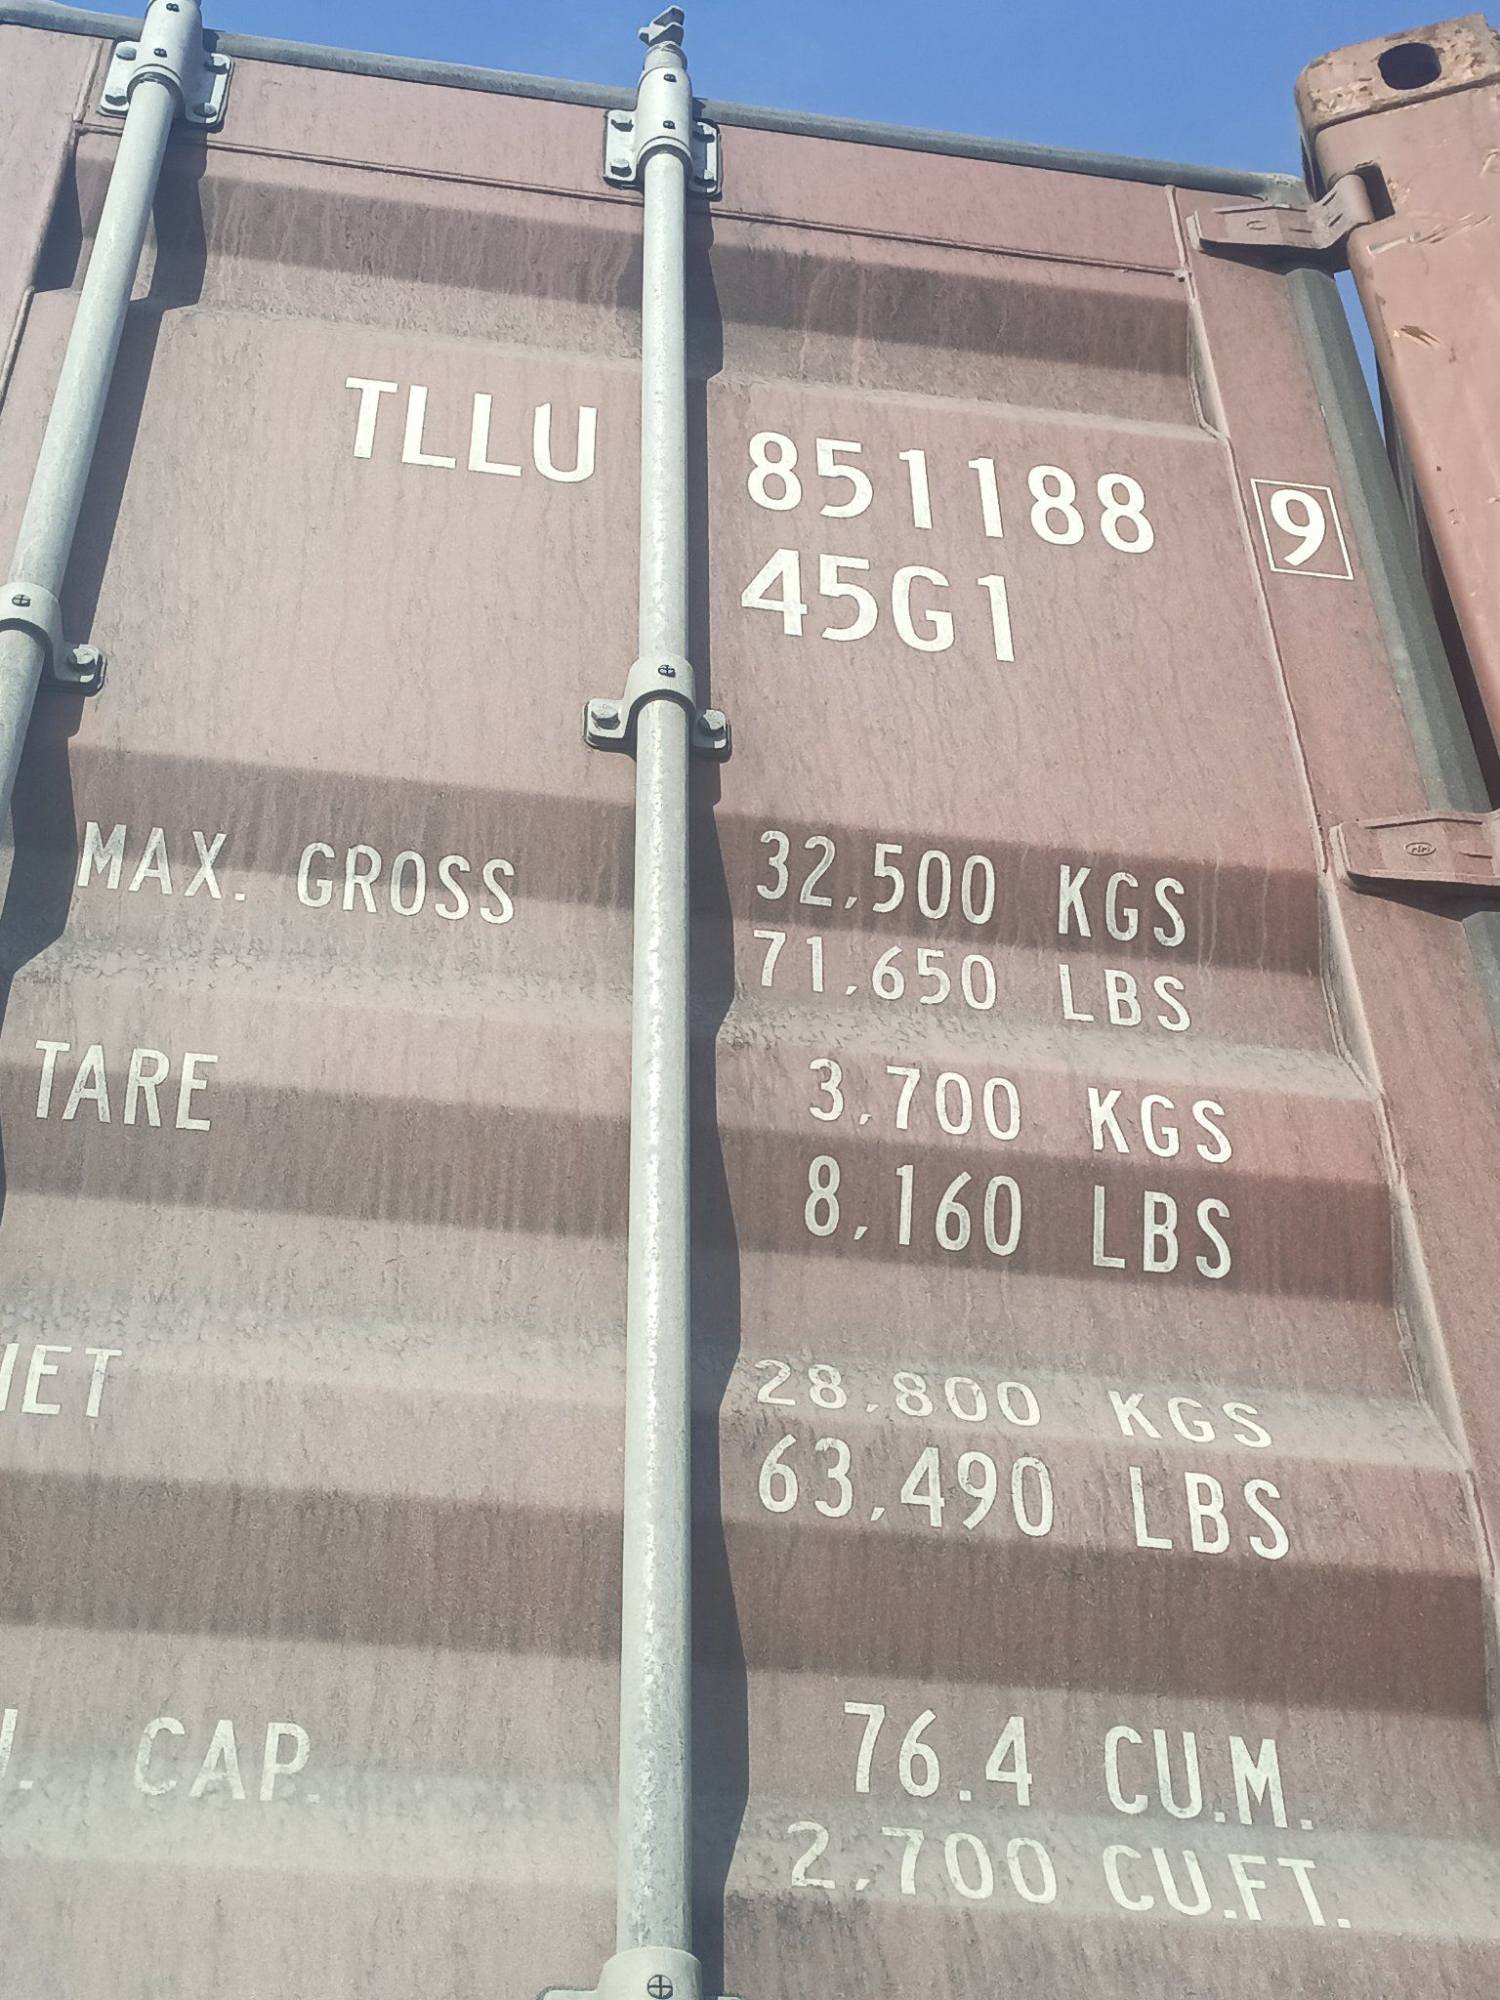 TLLU 851188 9
45G1
MAX. GROSS 32,500 KGS
71,650 LBS
TARE 3,700 KGS
8,160 LBS
28,800 KGS
63,490 LBS
CAP. 76.4 CU.M.
2,700 CU.FT.